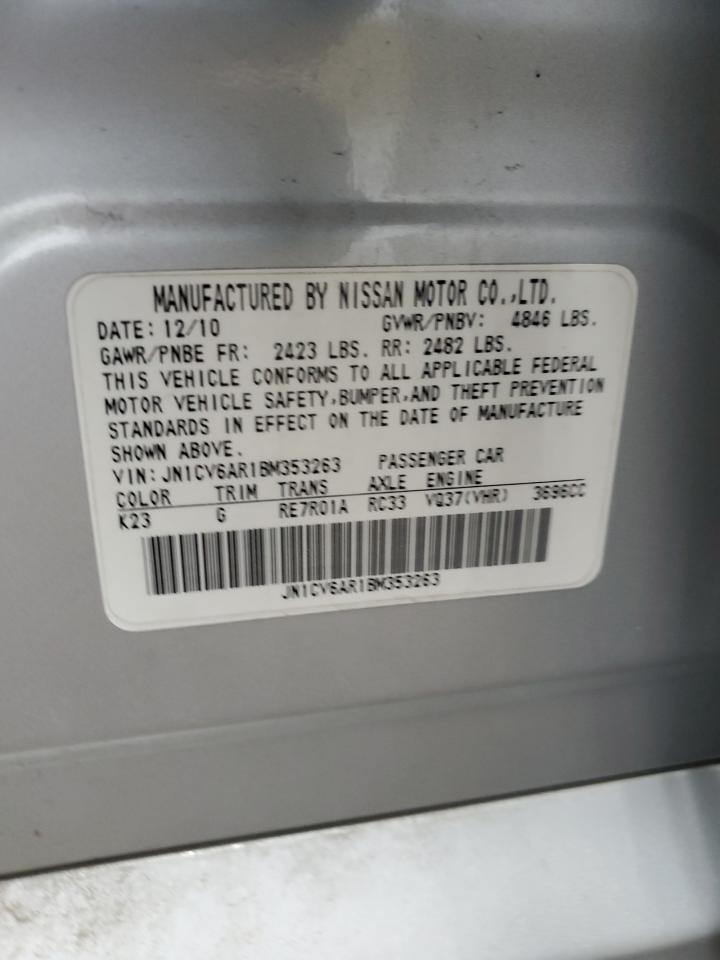 MANUFACTURED BY NISSAN MOTOR CO.,LTD.
DATE: 12/10 GVWR/PNBV: 4846 LBS.
GAWR/PNBE FR: 2423 LBS. RR: 2482 LBS.
THIS VEHICLE CONFORMS TO ALL APPLICABLE FEDERAL
MOTOR VEHICLE SAFETY,BUMPER,AND THEFT PREVENTION
STANDARDS IN EFFECT ON THE DATE OF MANUFACTURE
SHOWN ABOVE.
VIN: JN1CV6AR1BM353263 PASSENGER CAR
COLOR TRIM TRANS AXLE ENGINE
K23 G RE7R01A RC33 VQ37(VHR) 3696CC
JN1CV6AR1BM353263